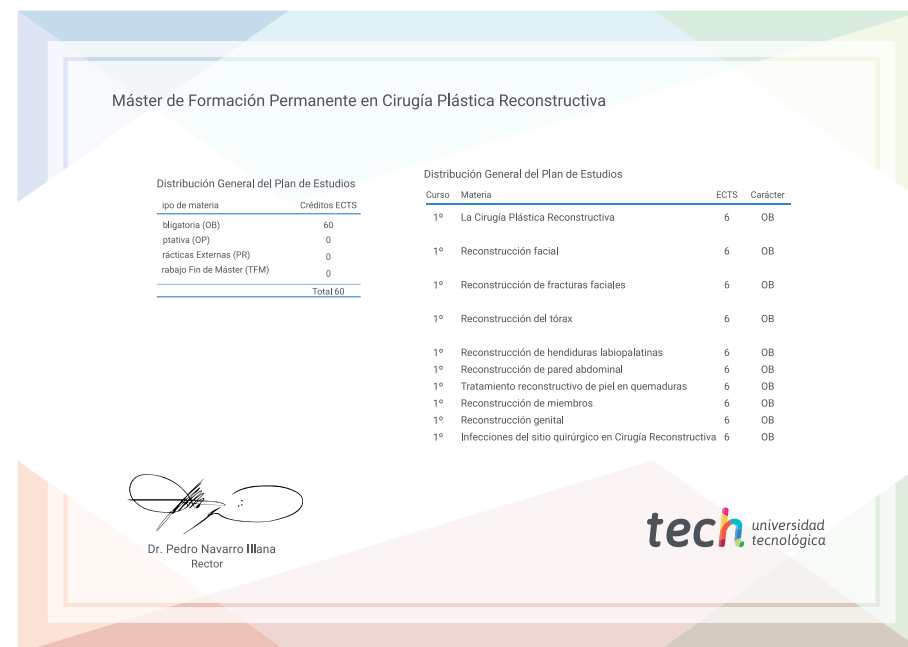 Máster de Formación Permanente en Cirugía Plástica Reconstructiva
Distribución General del Plan de Estudios
ipo de materia Créditos ECTS
bligatoria (OB) 60
ptativa (OP) 0
rácticas Externas (PR) 0
rabajo Fin de Máster (TFM) 0
Total 60
Distribución General del Plan de Estudios
Curso Materia ECTS Carácter
1º La Cirugía Plástica Reconstructiva 6 OB
1º Reconstrucción facial 6 OB
1º Reconstrucción de fracturas faciales 6 OB
1º Reconstrucción del tórax 6 OB
1º Reconstrucción de hendiduras labiopalatinas 6 OB
1º Reconstrucción de pared abdominal 6 OB
1º Tratamiento reconstructivo de piel en quemaduras 6 OB
1º Reconstrucción de miembros 6 OB
1º Reconstrucción genital 6 OB
1º Infecciones del sitio quirúrgico en Cirugía Reconstructiva 6 OB
Dr. Pedro Navarro Illana
Rector
tech universidad
tecnológica